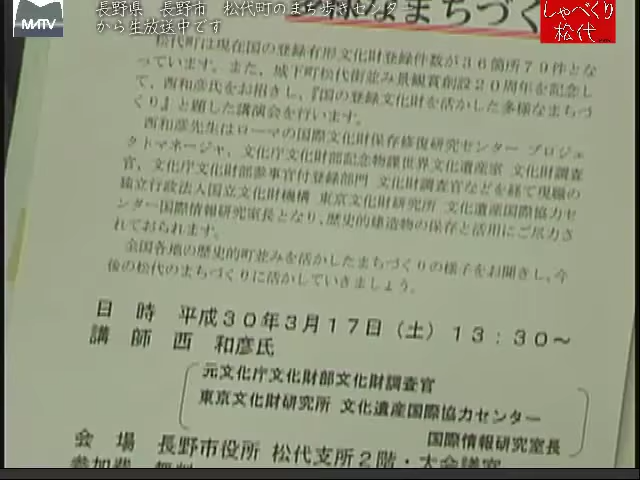 M-TV
長野県 長野市 松代町のまち歩きセンター
から生放送中です
なまちづく
しゃべくり
松代
松代町は現在国の登録有形文化財登録件数が36箇所79件とな
っています。また、城下町松代街並み景観賞創設20周年を記念し
て、西和彦氏をお招きし、『国の登録文化財を活かした多様なまちづ
くり』と題した講演会を行います。
西和彦先生はローマの国際文化財保存修復研究センター プロジェ
クトマネージャ、文化庁文化財部記念物課世界文化遺産室 文化財調査
官、文化庁文化財部参事官付登録部門 文化財調査官などを経て現職の
独立行政法人国立文化財機構 東京文化財研究所 文化遺産国際協力セ
ンター国際情報研究室長となり、歴史的建造物の保存と活用にご尽力さ
れておられます。
全国各地の歴史的町並みを活かしたまちづくりの様子をお聞きし、今
後の松代のまちづくりに活かしていきましょう。
日 時 平成30年3月17日(土)13:30~
講 師 西 和彦氏
元文化庁文化財部文化財調査官
東京文化財研究所 文化遺産国際協力センター
国際情報研究室長
会 場 長野市役所 松代支所2階・大会議室
参加費 無料